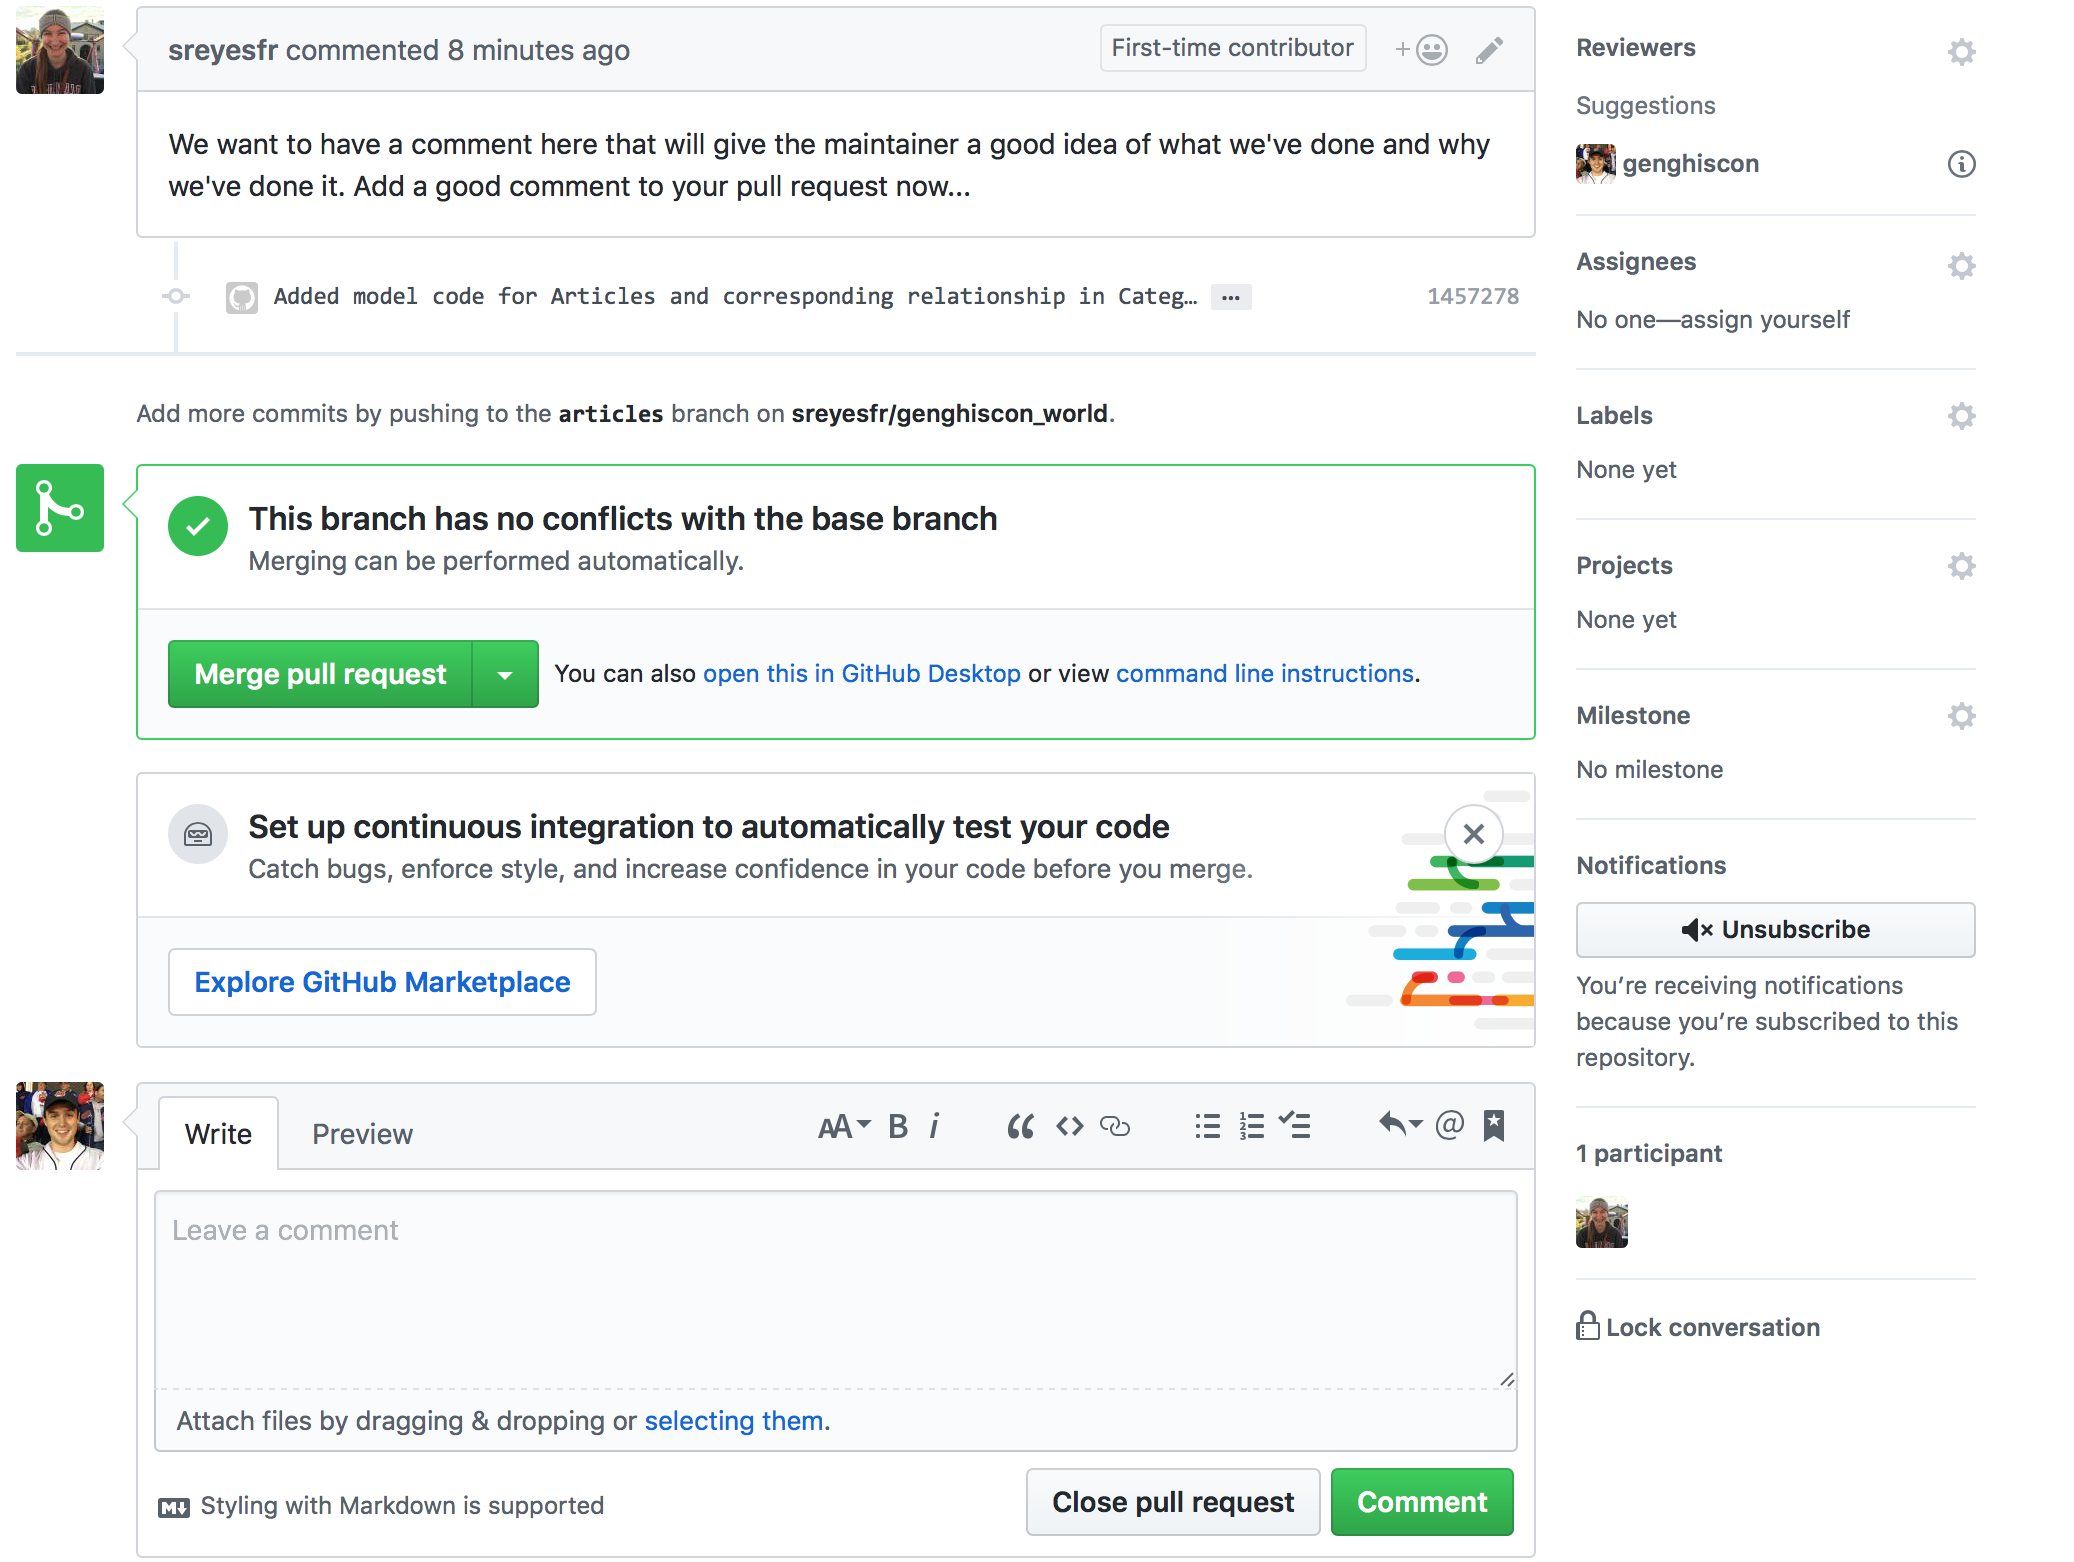 sreyesfr commented 8 minutes ago
First-time contributor
We want to have a comment here that will give the maintainer a good idea of what we've done and why
we've done it. Add a good comment to your pull request now...
Added model code for Articles and corresponding relationship in Categ… …
1457278
Add more commits by pushing to the articles branch on sreyesfr/genghiscon_world.
This branch has no conflicts with the base branch
Merging can be performed automatically.
Merge pull request
You can also open this in GitHub Desktop or view command line instructions.
Set up continuous integration to automatically test your code
Catch bugs, enforce style, and increase confidence in your code before you merge.
Explore GitHub Marketplace
Write
Preview
Leave a comment
Attach files by dragging & dropping or selecting them.
Styling with Markdown is supported
Close pull request
Comment
Reviewers
Suggestions
genghiscon
Assignees
No one—assign yourself
Labels
None yet
Projects
None yet
Milestone
No milestone
Notifications
Unsubscribe
You’re receiving notifications
because you’re subscribed to this
repository.
1 participant
Lock conversation